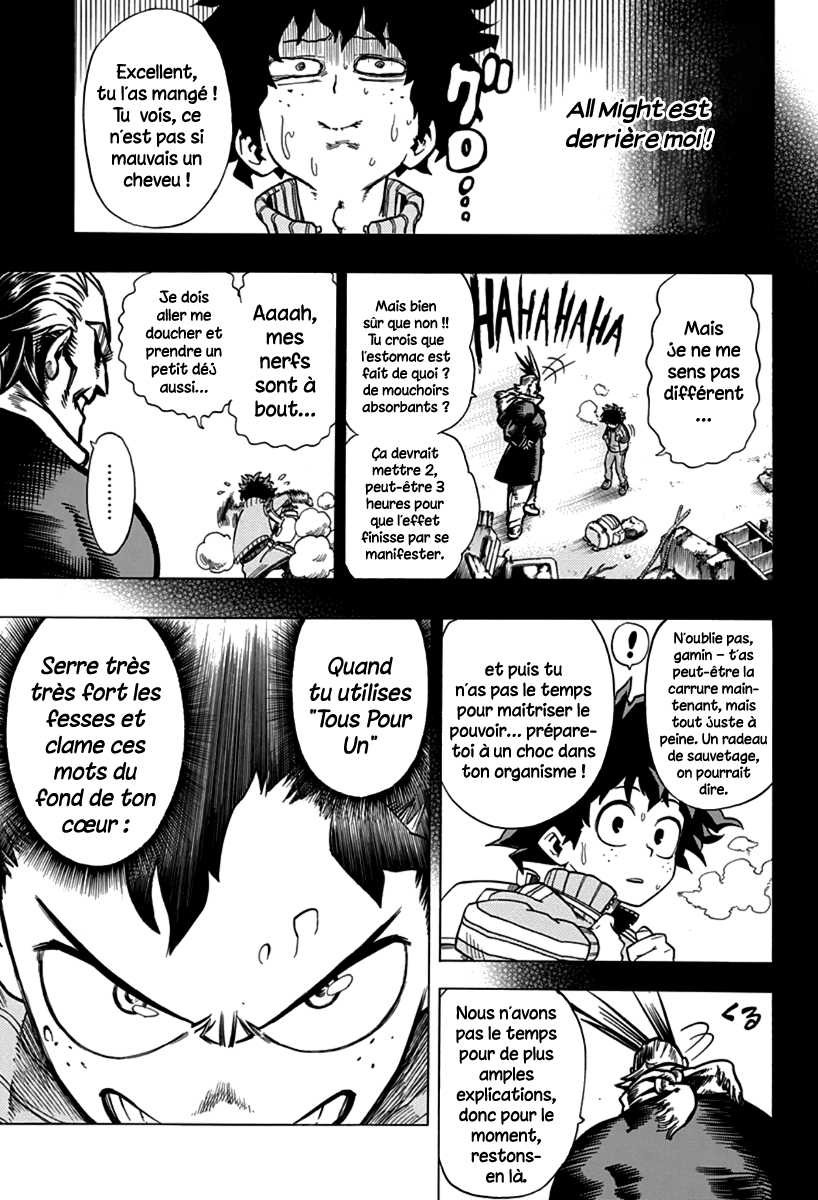 All Might est
derrière moi !
グロ...
Excellent,
tu l'as mangé !
Tu vois, ce
n'est pas si
mauvais un
cheveu !
Mais
je ne me
sens pas
différent
...
HAHAHAHA
Mais bien
sûr que non !!
Tu crois que
l'estomac est
fait de quoi ?
de mouchoirs
absorbants ?
Ça devrait
mettre 2,
peut-être 3
heures pour
que l'effet
finisse par se
manifester.
Aaaah,
mes
nerfs
sont à
bout...
Je dois
aller me
doucher et
prendre un
petit déj
aussi...
........
N'oublie pas,
gamin – t'as
peut-être la
carrure main-
tenant, mais
tout juste à
peine. Un radeau
de sauvetage,
on pourrait
dire.
!
et puis tu
n'as pas le temps
pour maitriser le
pouvoir... prépare-
toi à un choc dans
ton organisme !
Nous n'avons
pas le temps
pour de plus
amples
explications,
donc pour le
moment,
restons-
en là.
Quand
tu utilises
"Tous Pour
Un"
Serre très
très fort les
fesses et
clame ces
mots du
fond de ton
cœur :